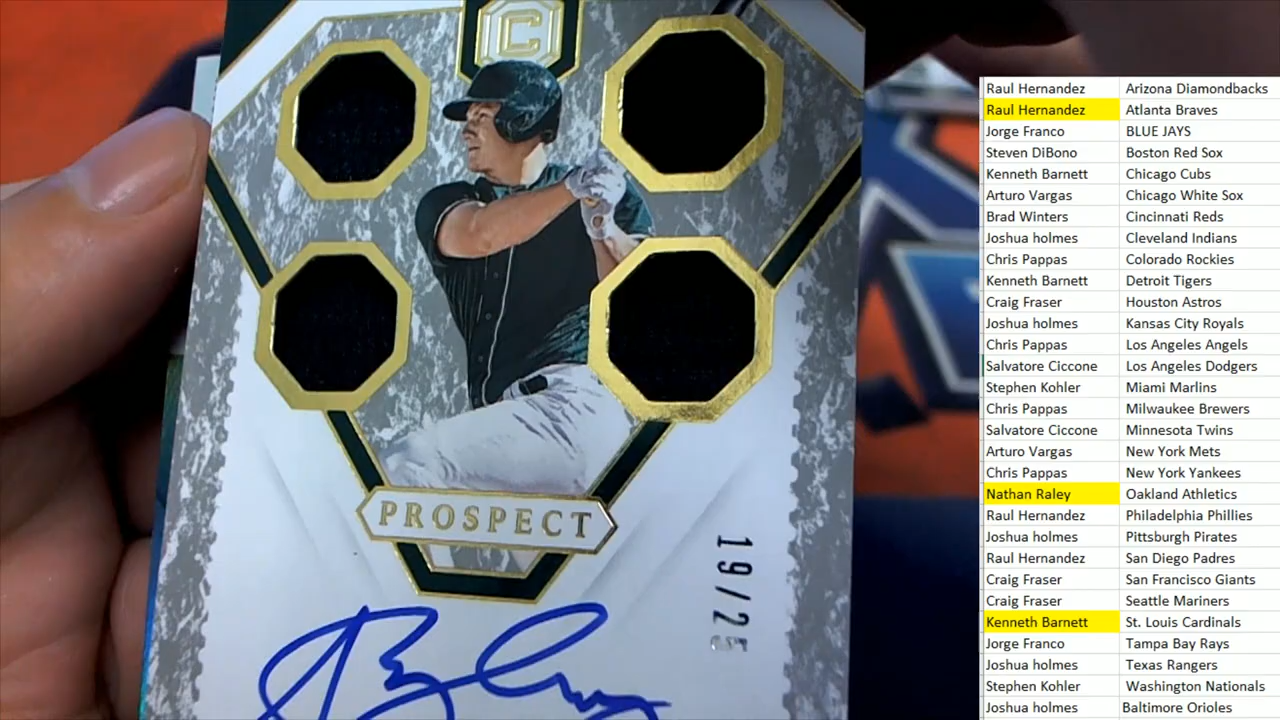 C
PROSPECT
19/25
Raul Hernandez Arizona Diamondbacks
Raul Hernandez Atlanta Braves
Jorge Franco BLUE JAYS
Steven DiBono Boston Red Sox
Kenneth Barnett Chicago Cubs
Arturo Vargas Chicago White Sox
Brad Winters Cincinnati Reds
Joshua holmes Cleveland Indians
Chris Pappas Colorado Rockies
Kenneth Barnett Detroit Tigers
Craig Fraser Houston Astros
Joshua holmes Kansas City Royals
Chris Pappas Los Angeles Angels
Salvatore Ciccone Los Angeles Dodgers
Stephen Kohler Miami Marlins
Chris Pappas Milwaukee Brewers
Salvatore Ciccone Minnesota Twins
Arturo Vargas New York Mets
Chris Pappas New York Yankees
Nathan Raley Oakland Athletics
Raul Hernandez Philadelphia Phillies
Joshua holmes Pittsburgh Pirates
Raul Hernandez San Diego Padres
Craig Fraser San Francisco Giants
Craig Fraser Seattle Mariners
Kenneth Barnett St. Louis Cardinals
Jorge Franco Tampa Bay Rays
Joshua holmes Texas Rangers
Stephen Kohler Washington Nationals
Joshua holmes Baltimore Orioles